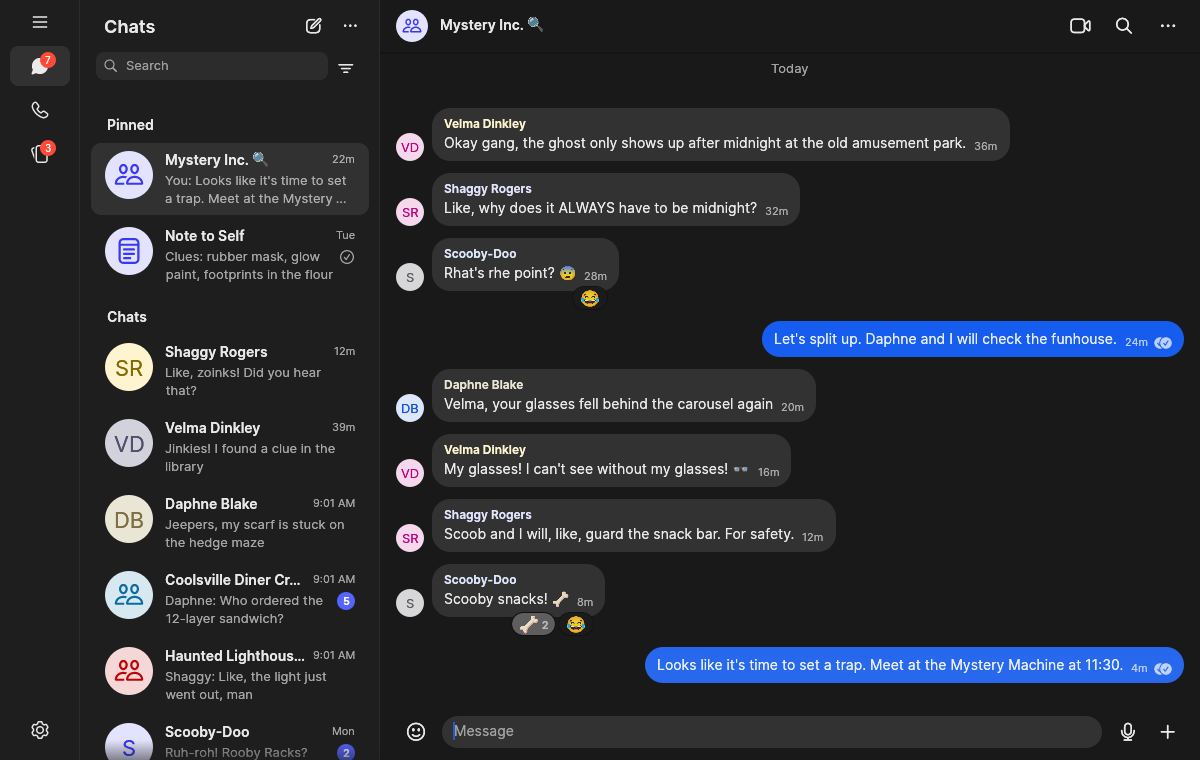 7
3
Chats
Search
Pinned
Mystery Inc. 🔍 22m
You: Looks like it's time to set
a trap. Meet at the Mystery ...
Note to Self Tue
Clues: rubber mask, glow
paint, footprints in the flour
Chats
SR
Shaggy Rogers 12m
Like, zoinks! Did you hear
that?
VD
Velma Dinkley 39m
Jinkies! I found a clue in the
library
DB
Daphne Blake 9:01 AM
Jeepers, my scarf is stuck on
the hedge maze
Coolsville Diner Cr... 9:01 AM
Daphne: Who ordered the 5
12-layer sandwich?
Haunted Lighthous... 9:01 AM
Shaggy: Like, the light just
went out, man
S
Scooby-Doo Mon
Ruh-roh! Rooby Racks? 2
Mystery Inc. 🔍
Today
Velma Dinkley
VD
Okay gang, the ghost only shows up after midnight at the old amusement park. 36m
Shaggy Rogers
SR
Like, why does it ALWAYS have to be midnight? 32m
Scooby-Doo
S
Rhat's rhe point? 😨 28m
😂
Let's split up. Daphne and I will check the funhouse. 24m
Daphne Blake
DB
Velma, your glasses fell behind the carousel again 20m
Velma Dinkley
VD
My glasses! I can't see without my glasses! 👓 16m
Shaggy Rogers
SR
Scoob and I will, like, guard the snack bar. For safety. 12m
Scooby-Doo
S
Scooby snacks! 🦴 8m
🦴 2 😂
Looks like it's time to set a trap. Meet at the Mystery Machine at 11:30. 4m
Message